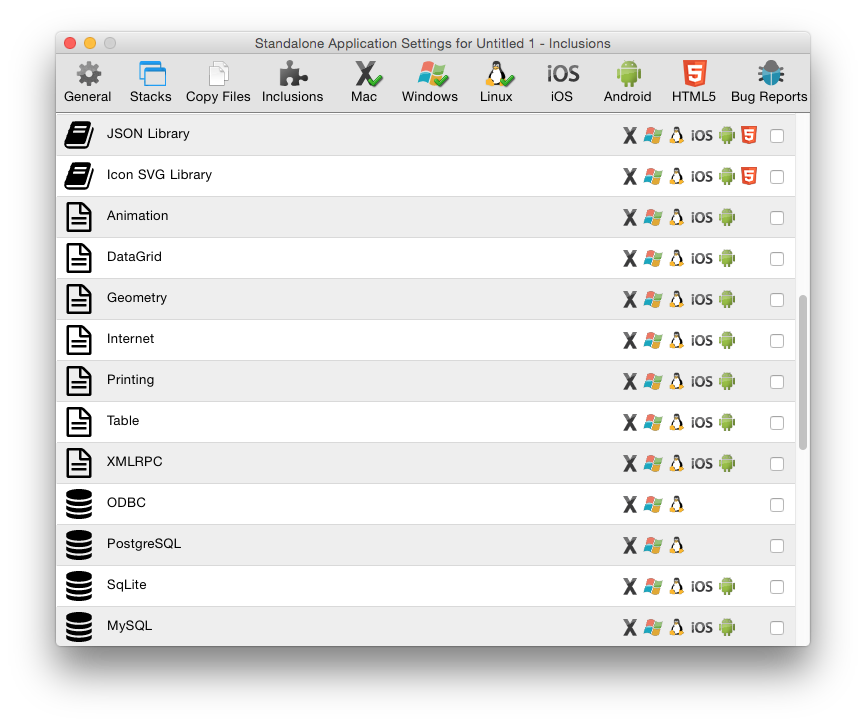 Standalone Application Settings for Untitled 1 - Inclusions
iOS 5
General Stacks Copy Files Inclusions Mac Windows Linux iOS Android HTML5 Bug Reports
JSON Library X iOS 5
Icon SVG Library X iOS 5
Animation X iOS
DataGrid X iOS
Geometry X iOS
Internet X iOS
Printing X iOS
Table X iOS
XMLRPC X iOS
ODBC X
PostgreSQL X
SqLite X iOS
MySQL X iOS